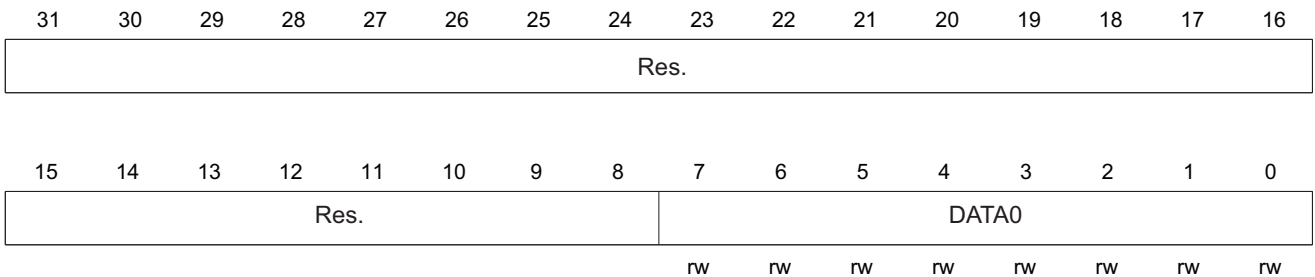 31 30 29 28 27 26 25 24 23 22 21 20 19 18 17 16
Res.
15 14 13 12 11 10 9 8 7 6 5 4 3 2 1 0
Res. DATA0
rw rw rw rw rw rw rw rw